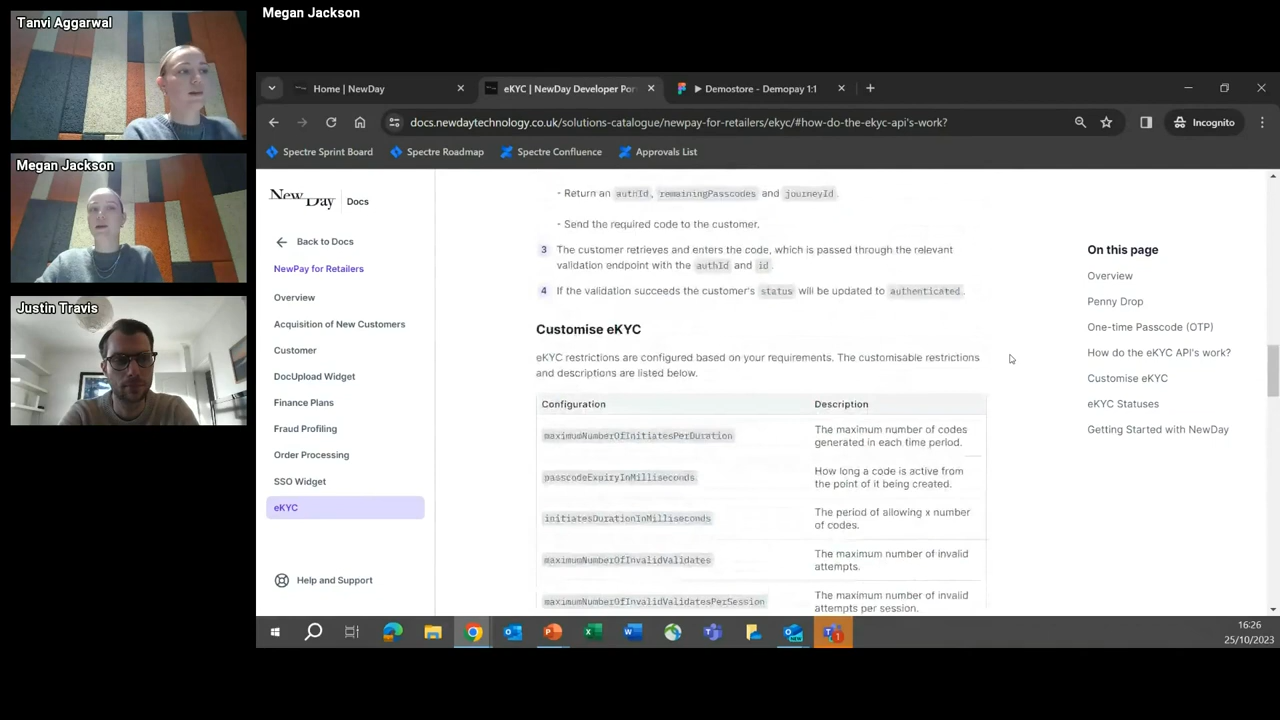 Tanvi Aggarwal
Megan Jackson
Justin Travis
Megan Jackson
Home | NewDay
eKYC | NewDay Developer Por
Demostore - Demopay 1:1
docs.newdaytechnology.co.uk/solutions-catalogue/newpay-for-retailers/ekyc/#how-do-the-ekyc-api's-work?
Incognito
Spectre Sprint Board
Spectre Roadmap
Spectre Confluence
Approvals List
NewDay
Docs
Back to Docs
NewPay for Retailers
Overview
Acquisition of New Customers
Customer
DocUpload Widget
Finance Plans
Fraud Profiling
Order Processing
SSO Widget
eKYC
Help and Support
- Return an authId, remainingPasscodes and journeyId.
- Send the required code to the customer.
3 The customer retrieves and enters the code, which is passed through the relevant
validation endpoint with the authId and id.
4 If the validation succeeds the customer's status will be updated to authenticated.
Customise eKYC
eKYC restrictions are configured based on your requirements. The customisable restrictions
and descriptions are listed below.
Configuration Description
maximumNumberOfInitiatesPerDuration
The maximum number of codes
generated in each time period.
passcodeExpiryInMilliseconds
How long a code is active from
the point of it being created.
initiatesDurationInMilliseconds
The period of allowing x number
of codes.
maximumNumberOfInvalidValidates
The maximum number of invalid
attempts.
maximumNumberOfInvalidValidatesPerSession
The maximum number of invalid
attempts per session.
On this page
Overview
Penny Drop
One-time Passcode (OTP)
How do the eKYC API's work?
Customise eKYC
eKYC Statuses
Getting Started with NewDay
16:26
25/10/2023